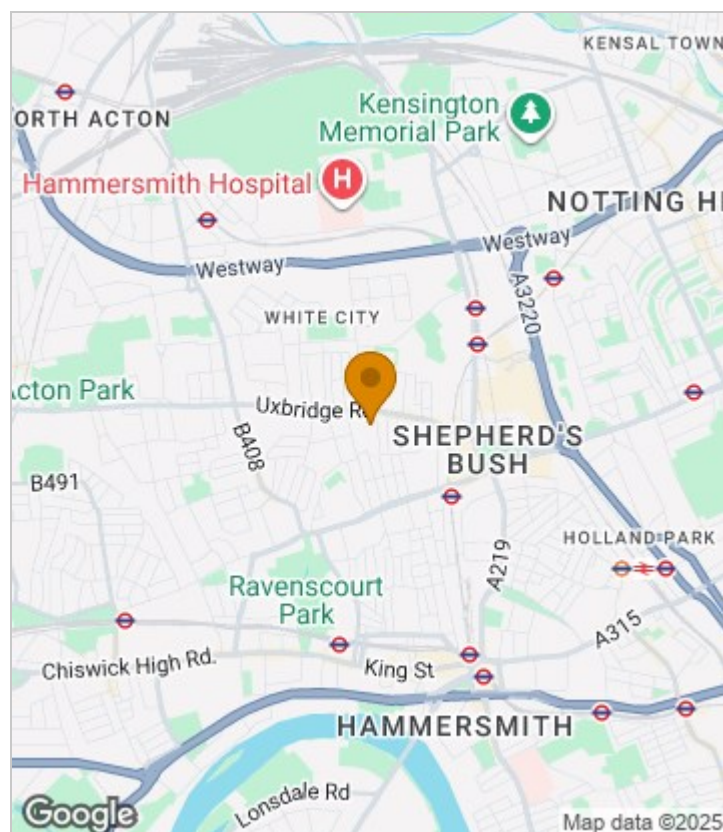 KENSAL TOWN
ORTH ACTON
Kensington
Memorial Park
Hammersmith Hospital
H
NOTTING HI
Westway
Westway
A3220
WHITE CITY
cton Park
Uxbridge Rd
B408
SHEPHERD'S
BUSH
B491
HOLLAND PARK
A219
Ravenscourt
Park
A315
Chiswick High Rd.
King St
HAMMERSMITH
Lonsdale Rd
Google
Map data ©2025